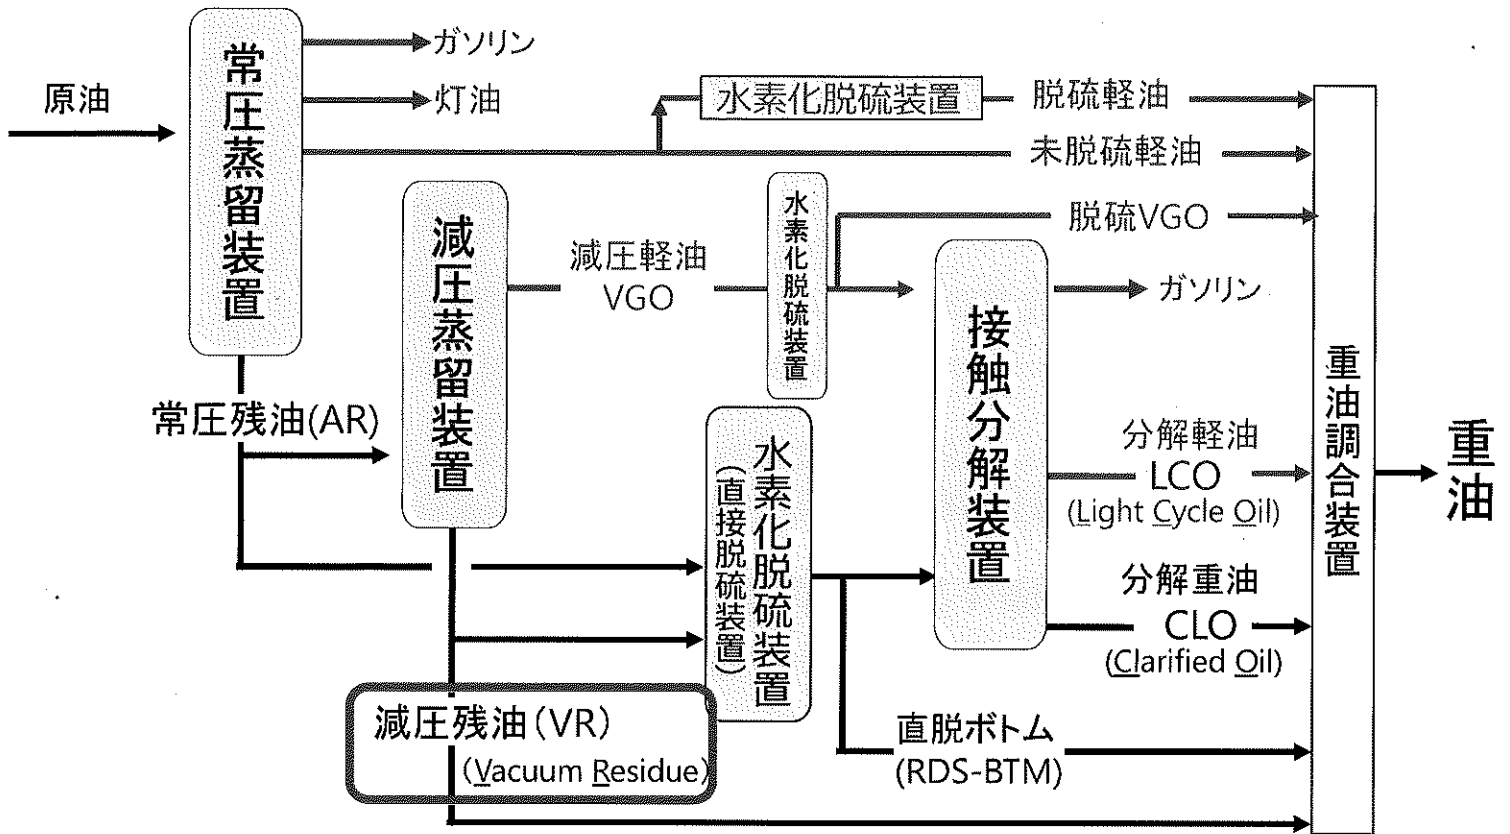 原油
常圧蒸留装置
ガソリン
灯油
水素化脱硫装置
脱硫軽油
未脱硫軽油
減圧蒸留装置
減圧軽油
VGO
水素化脱硫装置
脱硫VGO
接触分解装置
ガソリン
常圧残油(AR)
水素化脱硫装置
(直接脱硫装置)
分解軽油
LCO
(Light Cycle Oil)
分解重油
CLO
(Clarified Oil)
減圧残油(VR)
(Vacuum Residue)
直脱ボトム
(RDS-BTM)
重油調合装置
重油